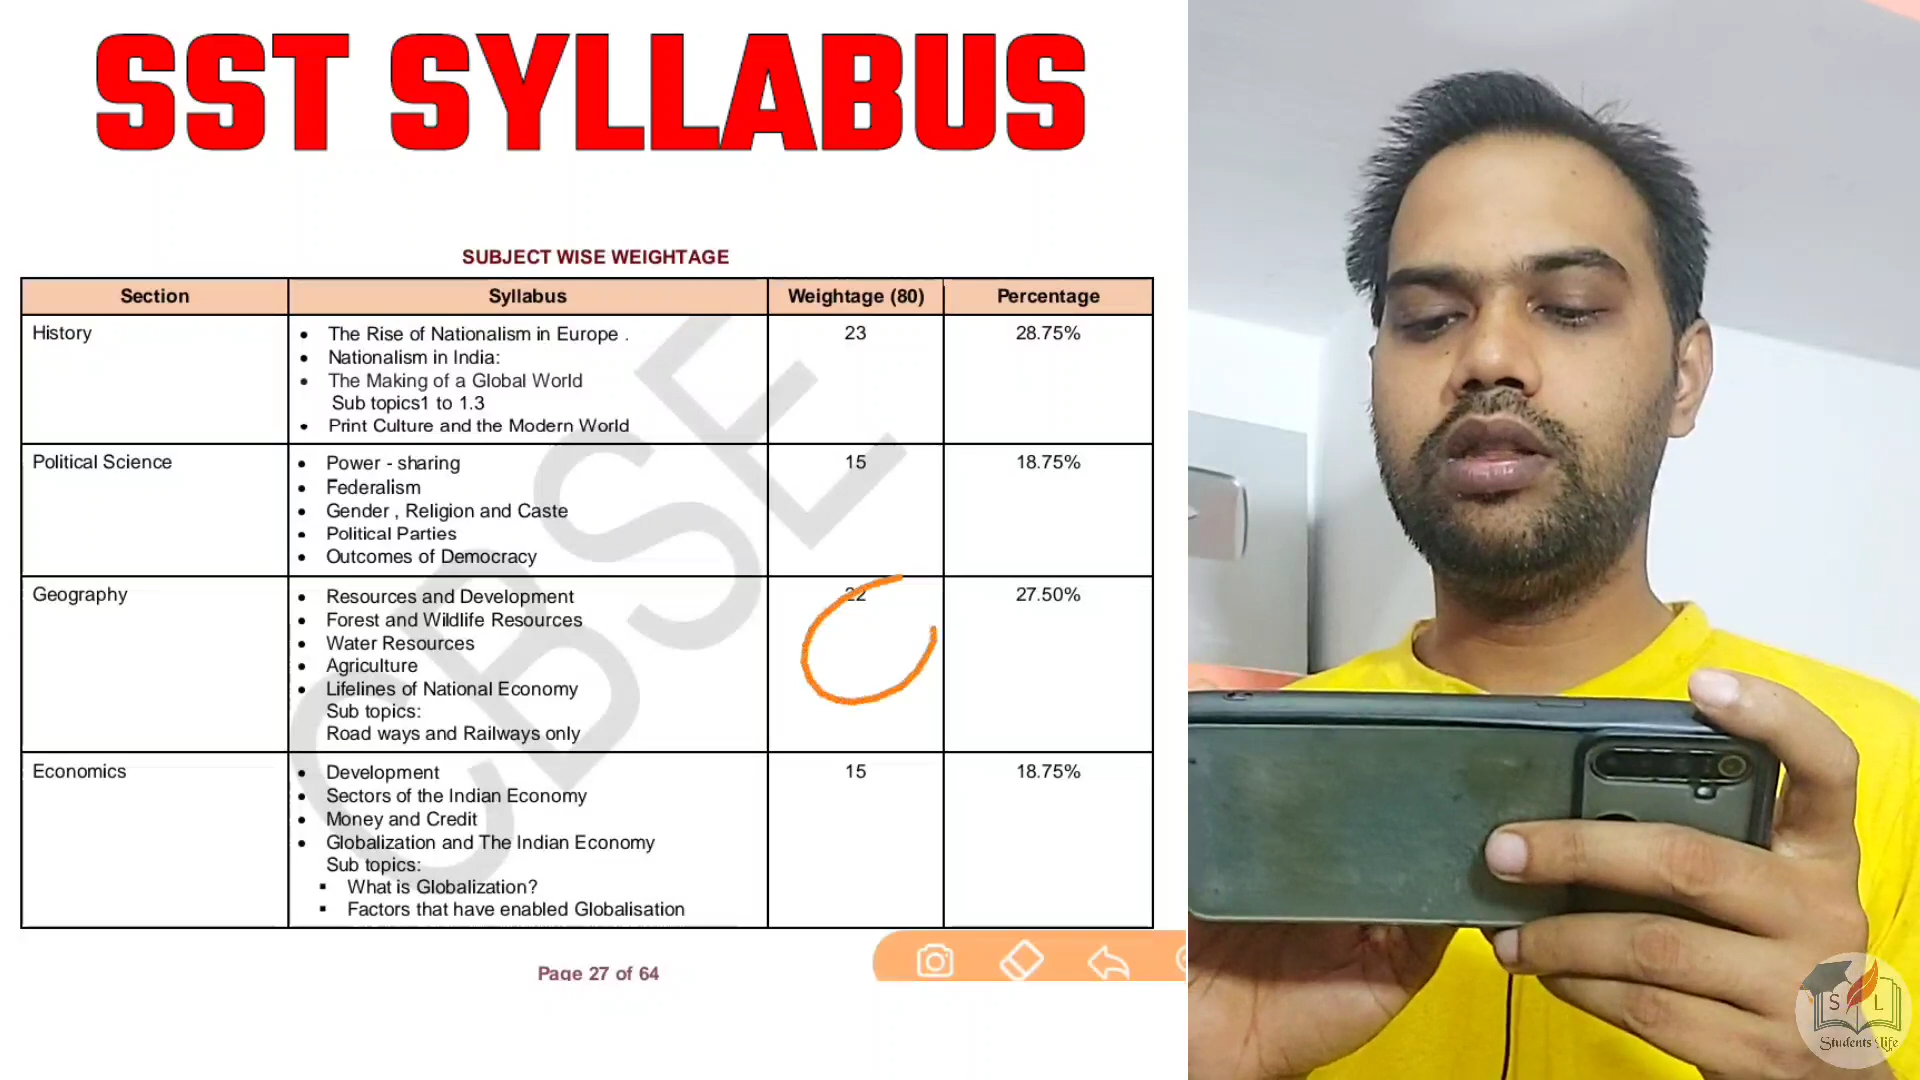 SST SYLLABUS
SUBJECT WISE WEIGHTAGE
Section Syllabus Weightage (80) Percentage
History
• The Rise of Nationalism in Europe .
• Nationalism in India:
• The Making of a Global World
Sub topics1 to 1.3
• Print Culture and the Modern World
23
28.75%
Political Science
• Power - sharing
• Federalism
• Gender , Religion and Caste
• Political Parties
• Outcomes of Democracy
15
18.75%
Geography
• Resources and Development
• Forest and Wildlife Resources
• Water Resources
• Agriculture
• Lifelines of National Economy
Sub topics:
Road ways and Railways only
22
27.50%
Economics
• Development
• Sectors of the Indian Economy
• Money and Credit
• Globalization and The Indian Economy
Sub topics:
▪ What is Globalization?
▪ Factors that have enabled Globalisation
15
18.75%
CBSE
Page 27 of 64
S L
Students Life